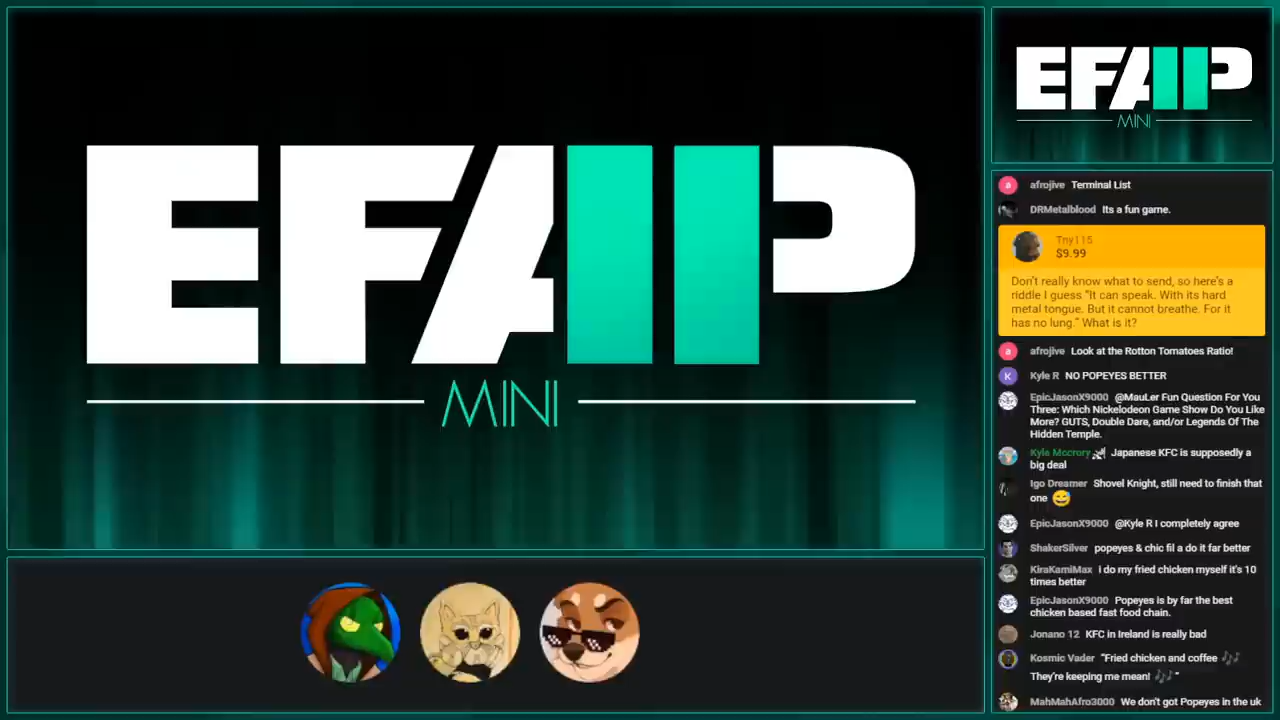 EFAP
MINI
EFAP
MINI
afrojive Terminal List
DRMetalblood Its a fun game.
Tny115
$9.99
Don't really know what to send, so here's a
riddle I guess "It can speak. With its hard
metal tongue. But it cannot breathe. For it
has no lung." What is it?
afrojive Look at the Rotton Tomatoes Ratio!
Kyle R NO POPEYES BETTER
EpicJasonX9000 @MauLer Fun Question For You
Three: Which Nickelodeon Game Show Do You Like
More? GUTS, Double Dare, and/or Legends Of The
Hidden Temple.
Kyle Mccrory Japanese KFC is supposedly a
big deal
Igo Dreamer Shovel Knight, still need to finish that
one 😅
EpicJasonX9000 @Kyle R I completely agree
ShakerSilver popeyes & chic fil a do it far better
KiraKamiMax i do my fried chicken myself it's 10
times better
EpicJasonX9000 Popeyes is by far the best
chicken based fast food chain.
Jonano 12 KFC in Ireland is really bad
Kosmic Vader "Fried chicken and coffee 🎶
They're keeping me mean! 🎶"
MahMahAfro3000 We don't got Popeyes in the uk